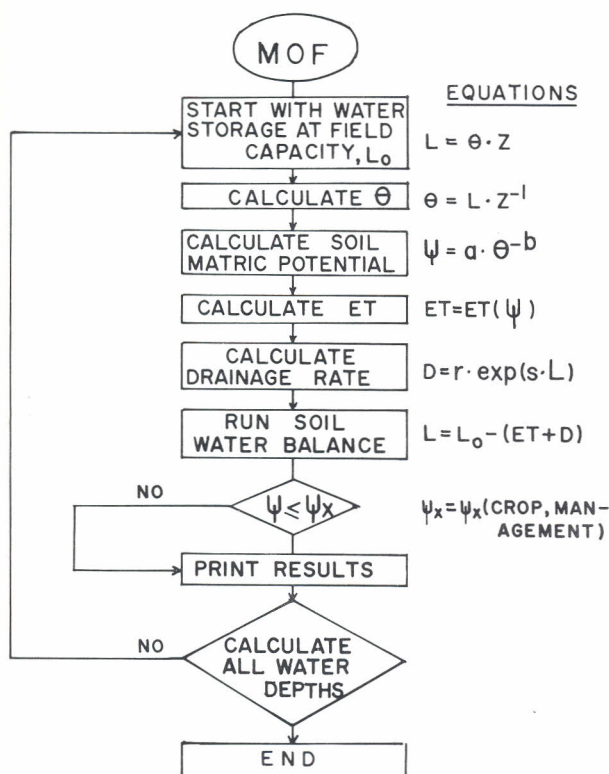 MOF
EQUATIONS
START WITH WATER
STORAGE AT FIELD
CAPACITY, L₀
L = θ · Z
CALCULATE θ
θ = L · Z⁻¹
CALCULATE SOIL
MATRIC POTENTIAL
ψ = a · θ⁻ᵇ
CALCULATE ET
ET=ET(ψ)
CALCULATE
DRAINAGE RATE
D=r·exp(s·L)
RUN SOIL
WATER BALANCE
L=L₀-(ET+D)
NO
ψ ≤ ψₓ
ψₓ=ψₓ(CROP, MAN-
AGEMENT)
PRINT RESULTS
NO
CALCULATE
ALL WATER
DEPTHS
END